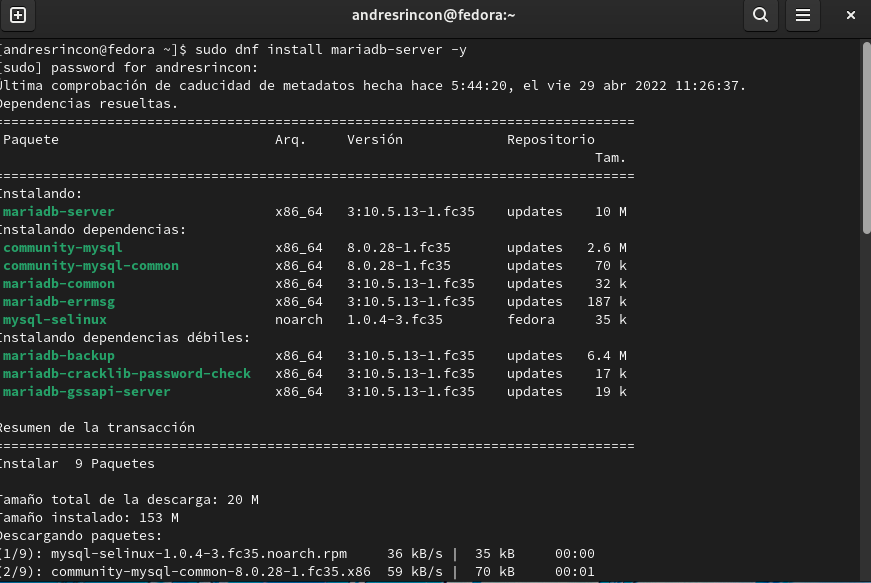 andresrincon@fedora:~
[andresrincon@fedora ~]$ sudo dnf install mariadb-server -y
[sudo] password for andresrincon:
Última comprobación de caducidad de metadatos hecha hace 5:44:20, el vie 29 abr 2022 11:26:37.
Dependencias resueltas.
================================================================================
Paquete Arq. Versión Repositorio
Tam.
================================================================================
Instalando:
mariadb-server x86_64 3:10.5.13-1.fc35 updates 10 M
Instalando dependencias:
community-mysql x86_64 8.0.28-1.fc35 updates 2.6 M
community-mysql-common x86_64 8.0.28-1.fc35 updates 70 k
mariadb-common x86_64 3:10.5.13-1.fc35 updates 32 k
mariadb-errmsg x86_64 3:10.5.13-1.fc35 updates 187 k
mysql-selinux noarch 1.0.4-3.fc35 fedora 35 k
Instalando dependencias débiles:
mariadb-backup x86_64 3:10.5.13-1.fc35 updates 6.4 M
mariadb-cracklib-password-check x86_64 3:10.5.13-1.fc35 updates 17 k
mariadb-gssapi-server x86_64 3:10.5.13-1.fc35 updates 19 k
Resumen de la transacción
================================================================================
Instalar 9 Paquetes
Tamaño total de la descarga: 20 M
Tamaño instalado: 153 M
Descargando paquetes:
(1/9): mysql-selinux-1.0.4-3.fc35.noarch.rpm 36 kB/s | 35 kB 00:00
(2/9): community-mysql-common-8.0.28-1.fc35.x86 59 kB/s | 70 kB 00:01